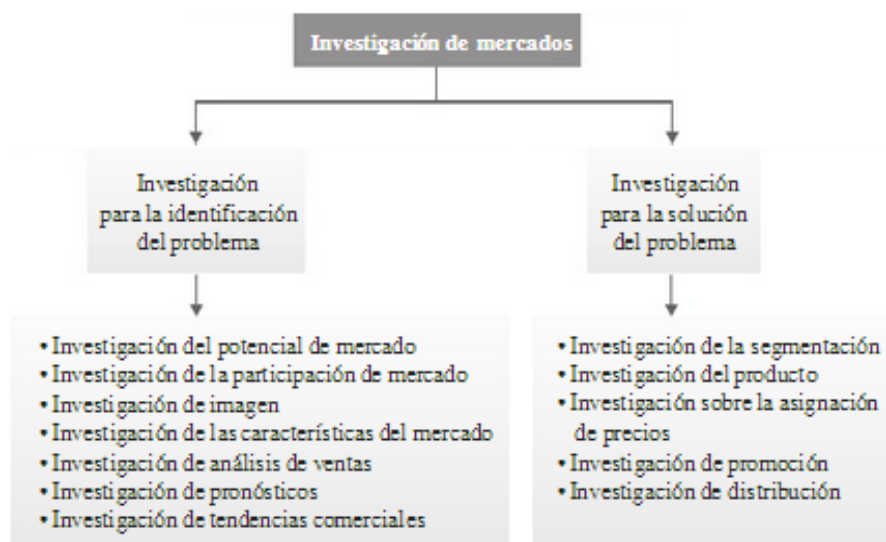 Investigación de mercados
Investigación
para la identificación
del problema
Investigación
para la solución
del problema
• Investigación del potencial de mercado
• Investigación de la participación de mercado
• Investigación de imagen
• Investigación de las características del mercado
• Investigación de análisis de ventas
• Investigación de pronósticos
• Investigación de tendencias comerciales
• Investigación de la segmentación
• Investigación del producto
• Investigación sobre la asignación
de precios
• Investigación de promoción
• Investigación de distribución